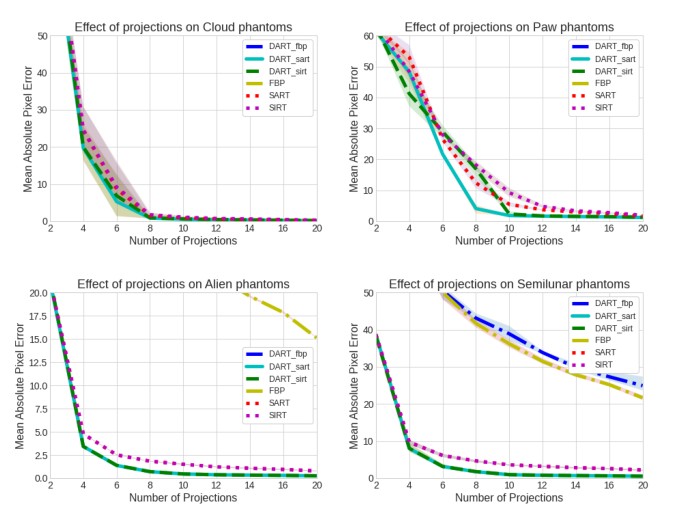 Effect of projections on Cloud phantoms
50
40
30
20
10
0
2 4 6 8 10 12 14 16 18 20
Mean Absolute Pixel Error
Number of Projections
DART_fbp
DART_sart
DART_sirt
FBP
SART
SIRT
Effect of projections on Paw phantoms
60
50
40
30
20
10
0
2 4 6 8 10 12 14 16 18 20
Mean Absolute Pixel Error
Number of Projections
DART_fbp
DART_sart
DART_sirt
FBP
SART
SIRT
Effect of projections on Alien phantoms
20.0
17.5
15.0
12.5
10.0
7.5
5.0
2.5
0.0
2 4 6 8 10 12 14 16 18 20
Mean Absolute Pixel Error
Number of Projections
DART_fbp
DART_sart
DART_sirt
FBP
SART
SIRT
Effect of projections on Semilunar phantoms
50
40
30
20
10
0
2 4 6 8 10 12 14 16 18 20
Mean Absolute Pixel Error
Number of Projections
DART_fbp
DART_sart
DART_sirt
FBP
SART
SIRT